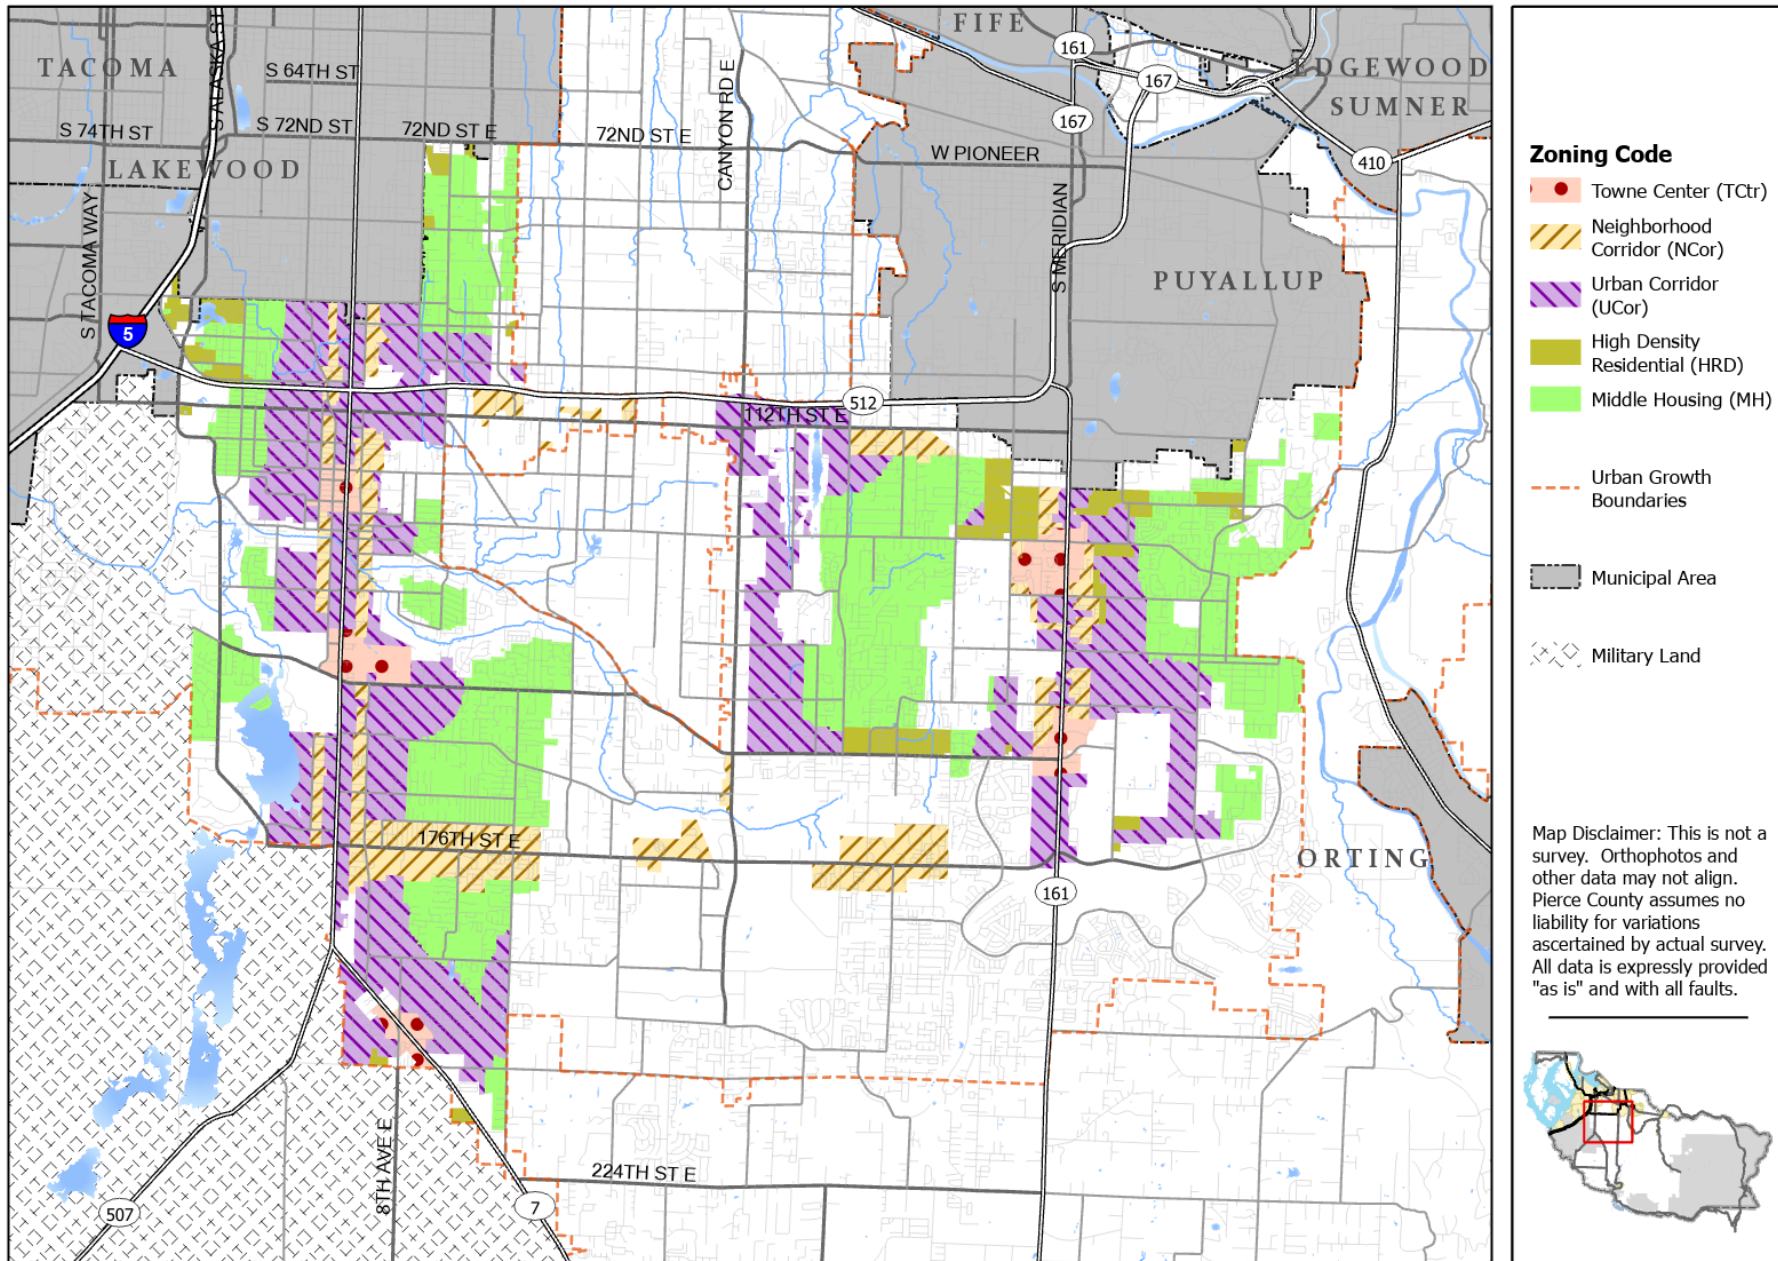 FIFE
161
TACOMA
S ALASKA ST
S 64TH ST
CANYON RD E
167
EDGEWOOD
SUMNER
167
S 74TH ST
S 72ND ST
72ND ST E
72ND ST E
W PIONEER
410
LAKEWOOD
S TACOMA WAY
S MERIDIAN
PUYALLUP
5
512
112TH ST E
176TH ST E
ORTING
161
8TH AVE E
224TH ST E
507
7
Zoning Code
Towne Center (TCtr)
Neighborhood
Corridor (NCor)
Urban Corridor
(UCor)
High Density
Residential (HRD)
Middle Housing (MH)
Urban Growth
Boundaries
Municipal Area
Military Land
Map Disclaimer: This is not a
survey. Orthophotos and
other data may not align.
Pierce County assumes no
liability for variations
ascertained by actual survey.
All data is expressly provided
"as is" and with all faults.